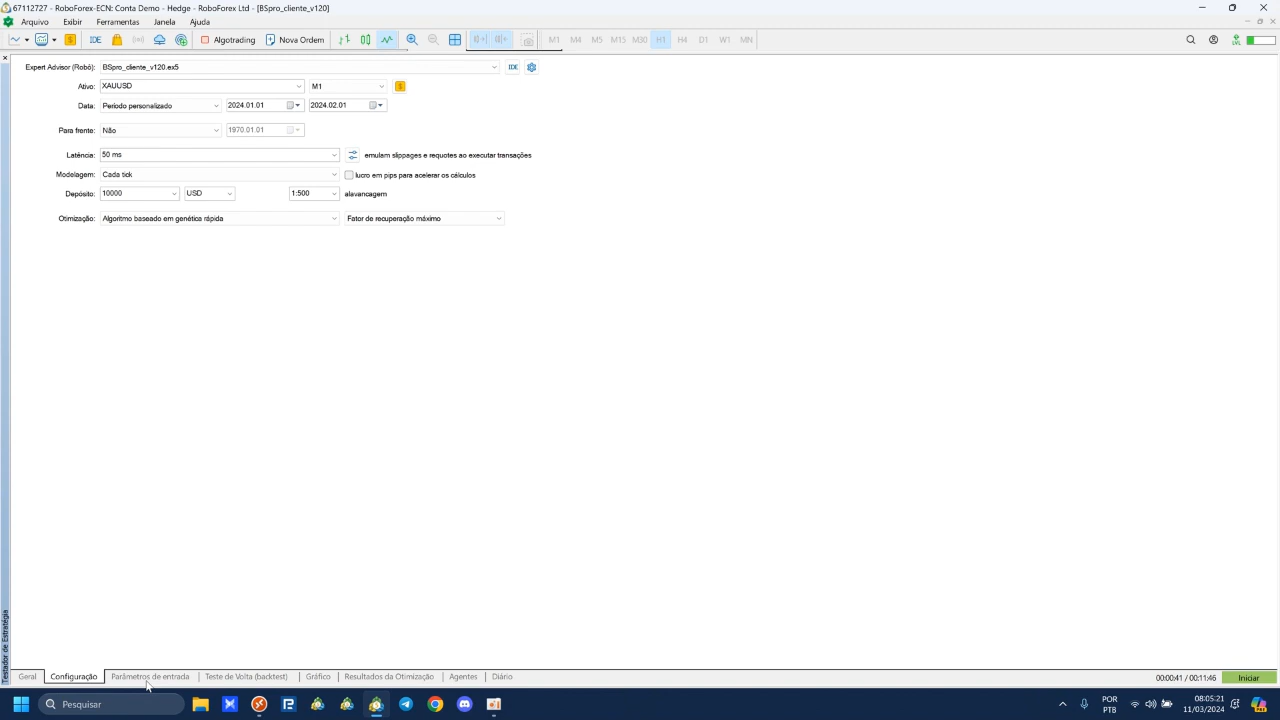 67112727 - RoboForex-ECN: Conta Demo - Hedge - RoboForex Ltd - [BSpro_cliente_v120]
Arquivo Exibir Ferramentas Janela Ajuda
IDE Algotrading Nova Ordem M1 M4 M5 M15 M30 H1 H4 D1 W1 MN
Expert Advisor (Robô): BSpro_cliente_v120.ex5 IDE
Ativo: XAUUSD M1
Data: Período personalizado 2024.01.01 2024.02.01
Para frente: Não 1970.01.01
Latência: 50 ms emulam slippages e requotes ao executar transações
Modelagem: Cada tick lucro em pips para acelerar os cálculos
Depósito: 10000 USD 1:500 alavancagem
Otimização: Algoritmo baseado em genética rápida Fator de recuperação máximo
Testador de Estratégia
Geral Configuração Parâmetros de entrada Teste de Volta (backtest) Gráfico Resultados da Otimização Agentes Diário 00:00:41 / 00:11:46 Iniciar
Pesquisar POR PTB 08:05:21 11/03/2024